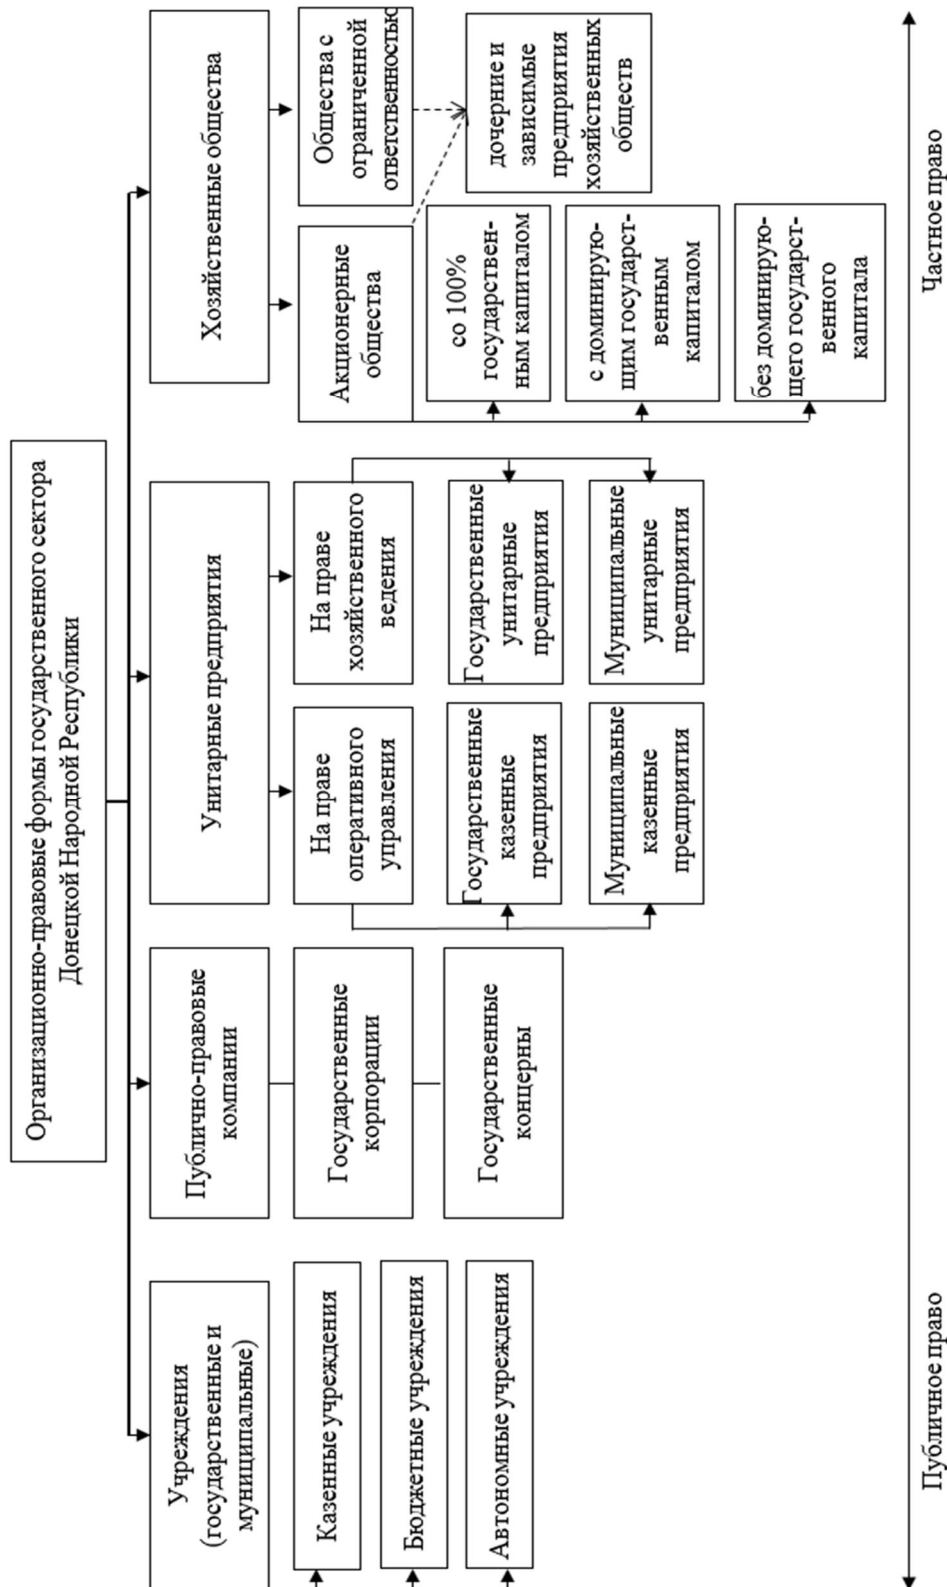 Организационно-правовые формы государственного сектора
Донецкой Народной Республики
Учреждения
(государственные и
муниципальные)
Казенные учреждения
Бюджетные учреждения
Автономные учреждения
Публично-правовые
компании
Государственные
корпорации
Государственные
концерны
Унитарные предприятия
На праве
оперативного
управления
Государственные
казенные
предприятия
Муниципальные
казенные
предприятия
На праве
хозяйственного
ведения
Государственные
унитарные
предприятия
Муниципальные
унитарные
предприятия
Хозяйственные общества
Акционерные
общества
со 100%
государствен-
ным капиталом
с доминирую-
щим государст-
венным
капиталом
без доминирую-
щего государст-
венного
капитала
Общества с
ограниченной
ответственностью
дочерние и
зависимые
предприятия
хозяйственных
обществ
Публичное право
Частное право